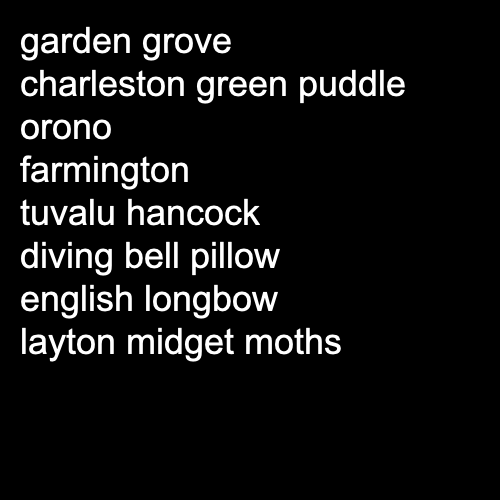 garden grove
charleston green puddle
orono
farmington
tuvalu hancock
diving bell pillow
english longbow
layton midget moths